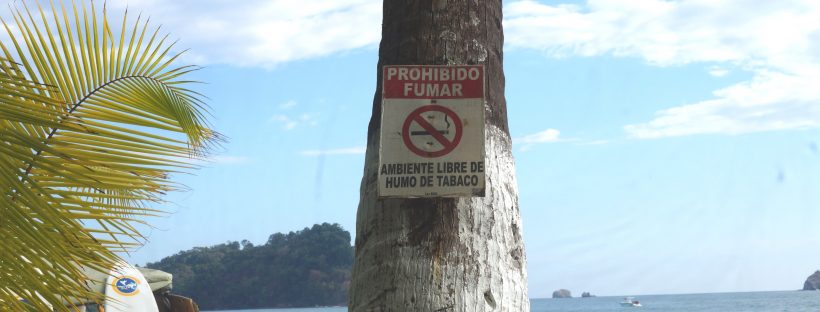 PROHIBIDO
FUMAR
AMBIENTE LIBRE DE
HUMO DE TABACO